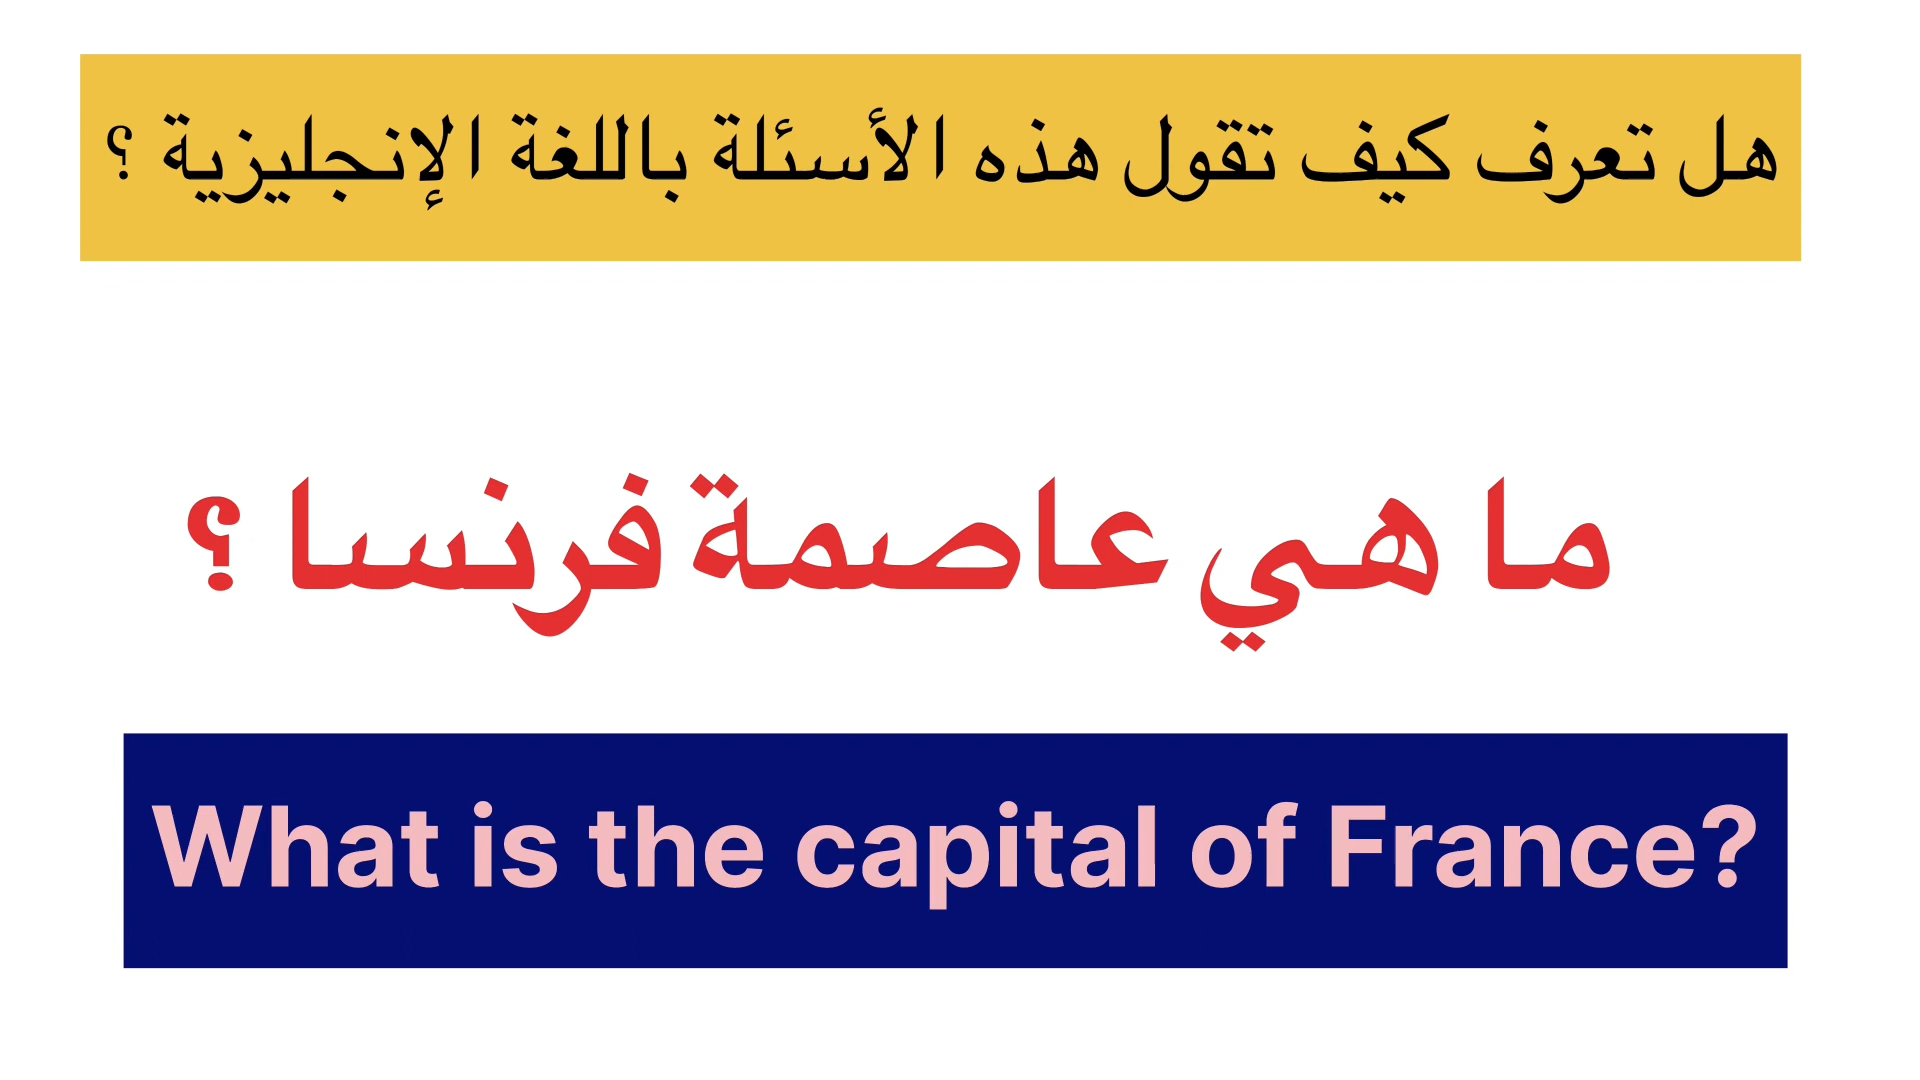 هل تعرف كيف تقول هذه الأسئلة باللغة الإنجليزية ؟
ما هي عاصمة فرنسا ؟
What is the capital of France?